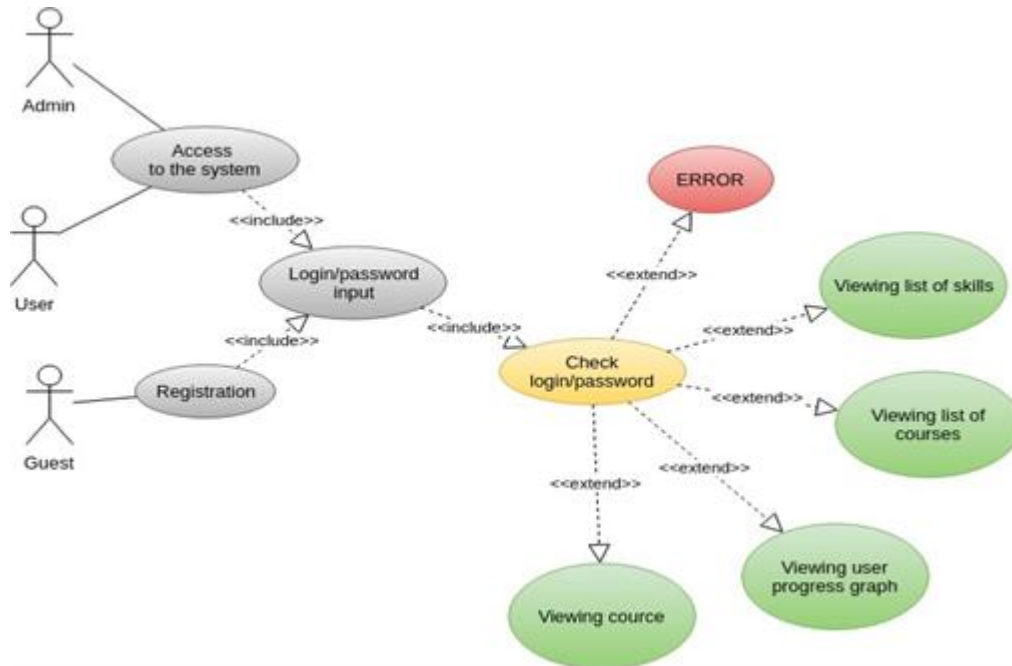 Admin
Access
to the system
ERROR
<<include>>
User
Login/password
input
<<extend>>
Viewing list of skills
<<include>>
<<include>>
<<extend>>
Check
login/password
Registration
<<extend>>
Viewing list of
courses
Guest
<<extend>>
<<extend>>
Viewing user
progress graph
Viewing cource